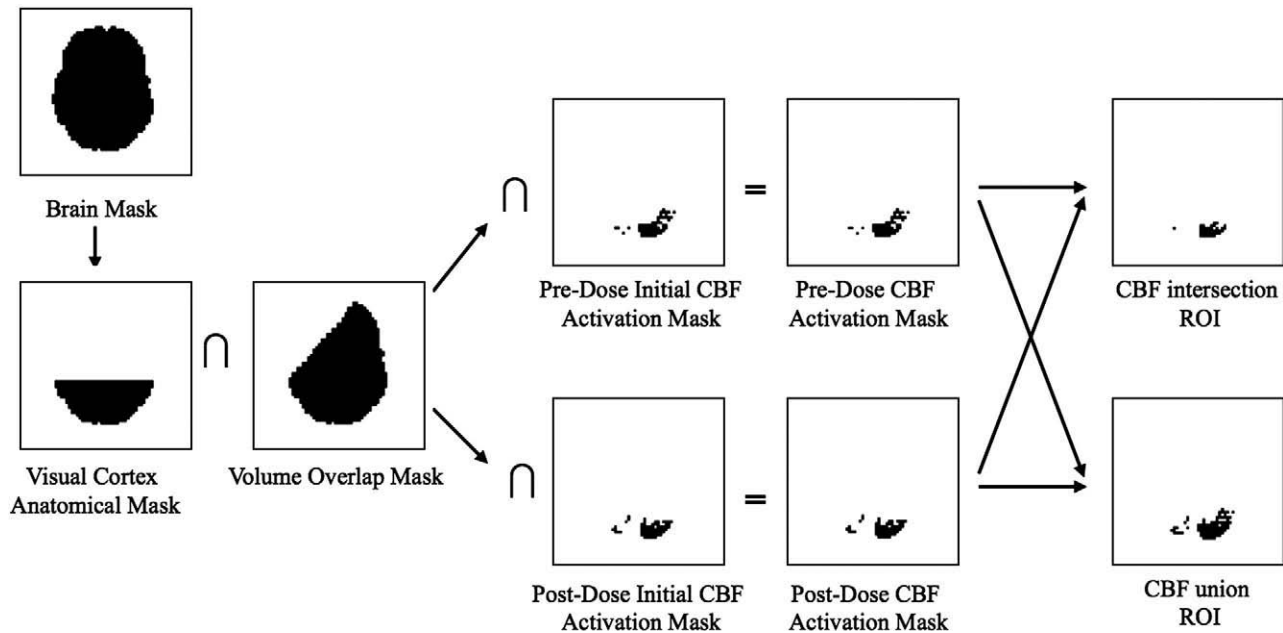 Brain Mask
Visual Cortex
Anatomical Mask
∩
Volume Overlap Mask
∩
Pre-Dose Initial CBF
Activation Mask
=
Pre-Dose CBF
Activation Mask
CBF intersection
ROI
∩
Post-Dose Initial CBF
Activation Mask
=
Post-Dose CBF
Activation Mask
CBF union
ROI